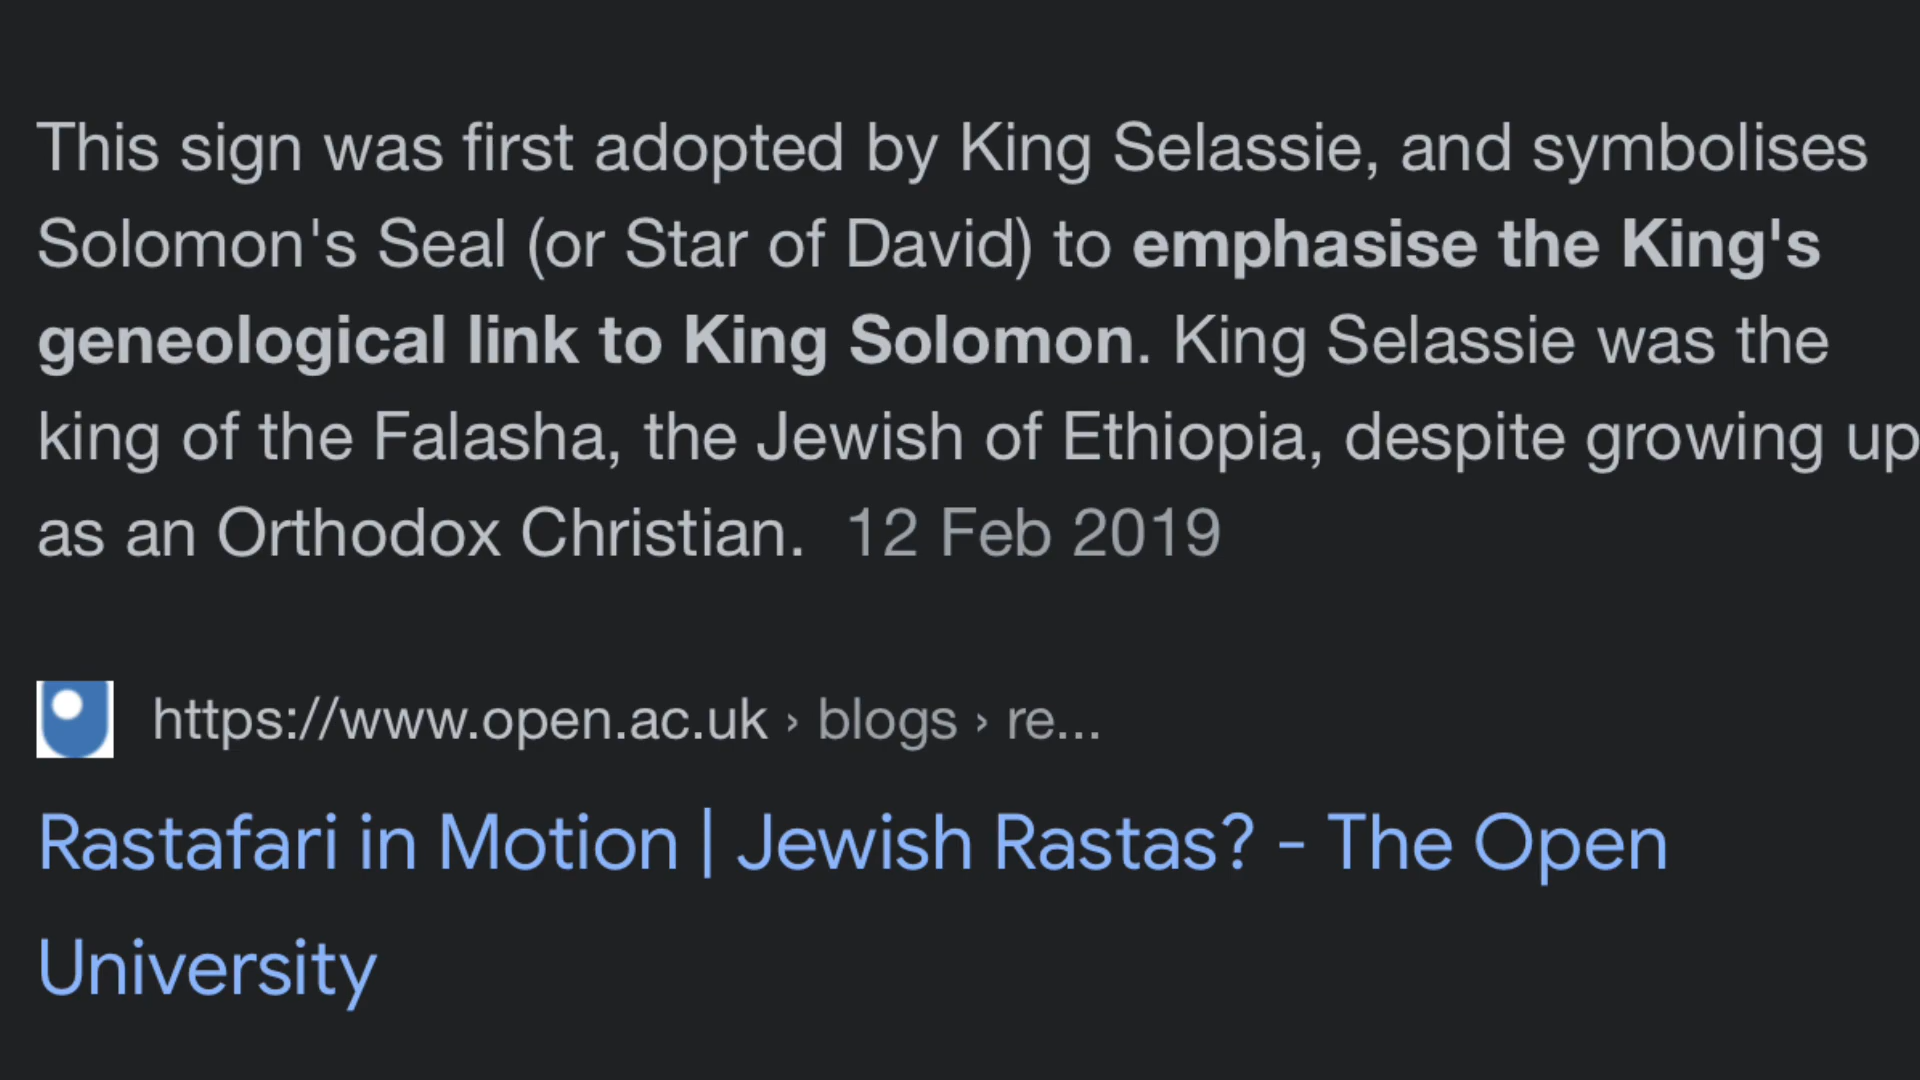 This sign was first adopted by King Selassie, and symbolises
Solomon's Seal (or Star of David) to emphasise the King's
geneological link to King Solomon. King Selassie was the
king of the Falasha, the Jewish of Ethiopia, despite growing up
as an Orthodox Christian. 12 Feb 2019
https://www.open.ac.uk › blogs › re...
Rastafari in Motion | Jewish Rastas? - The Open
University